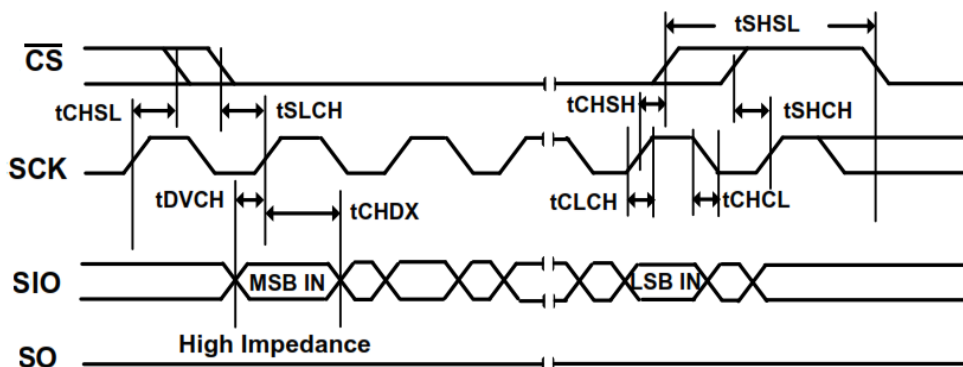 tSHSL
CS
tCHSL
tSLCH
tCHSH
tSHCH
SCK
tDVCH
tCHDX
tCLCH
tCHCL
SIO
MSB IN
LSB IN
High Impedance
SO